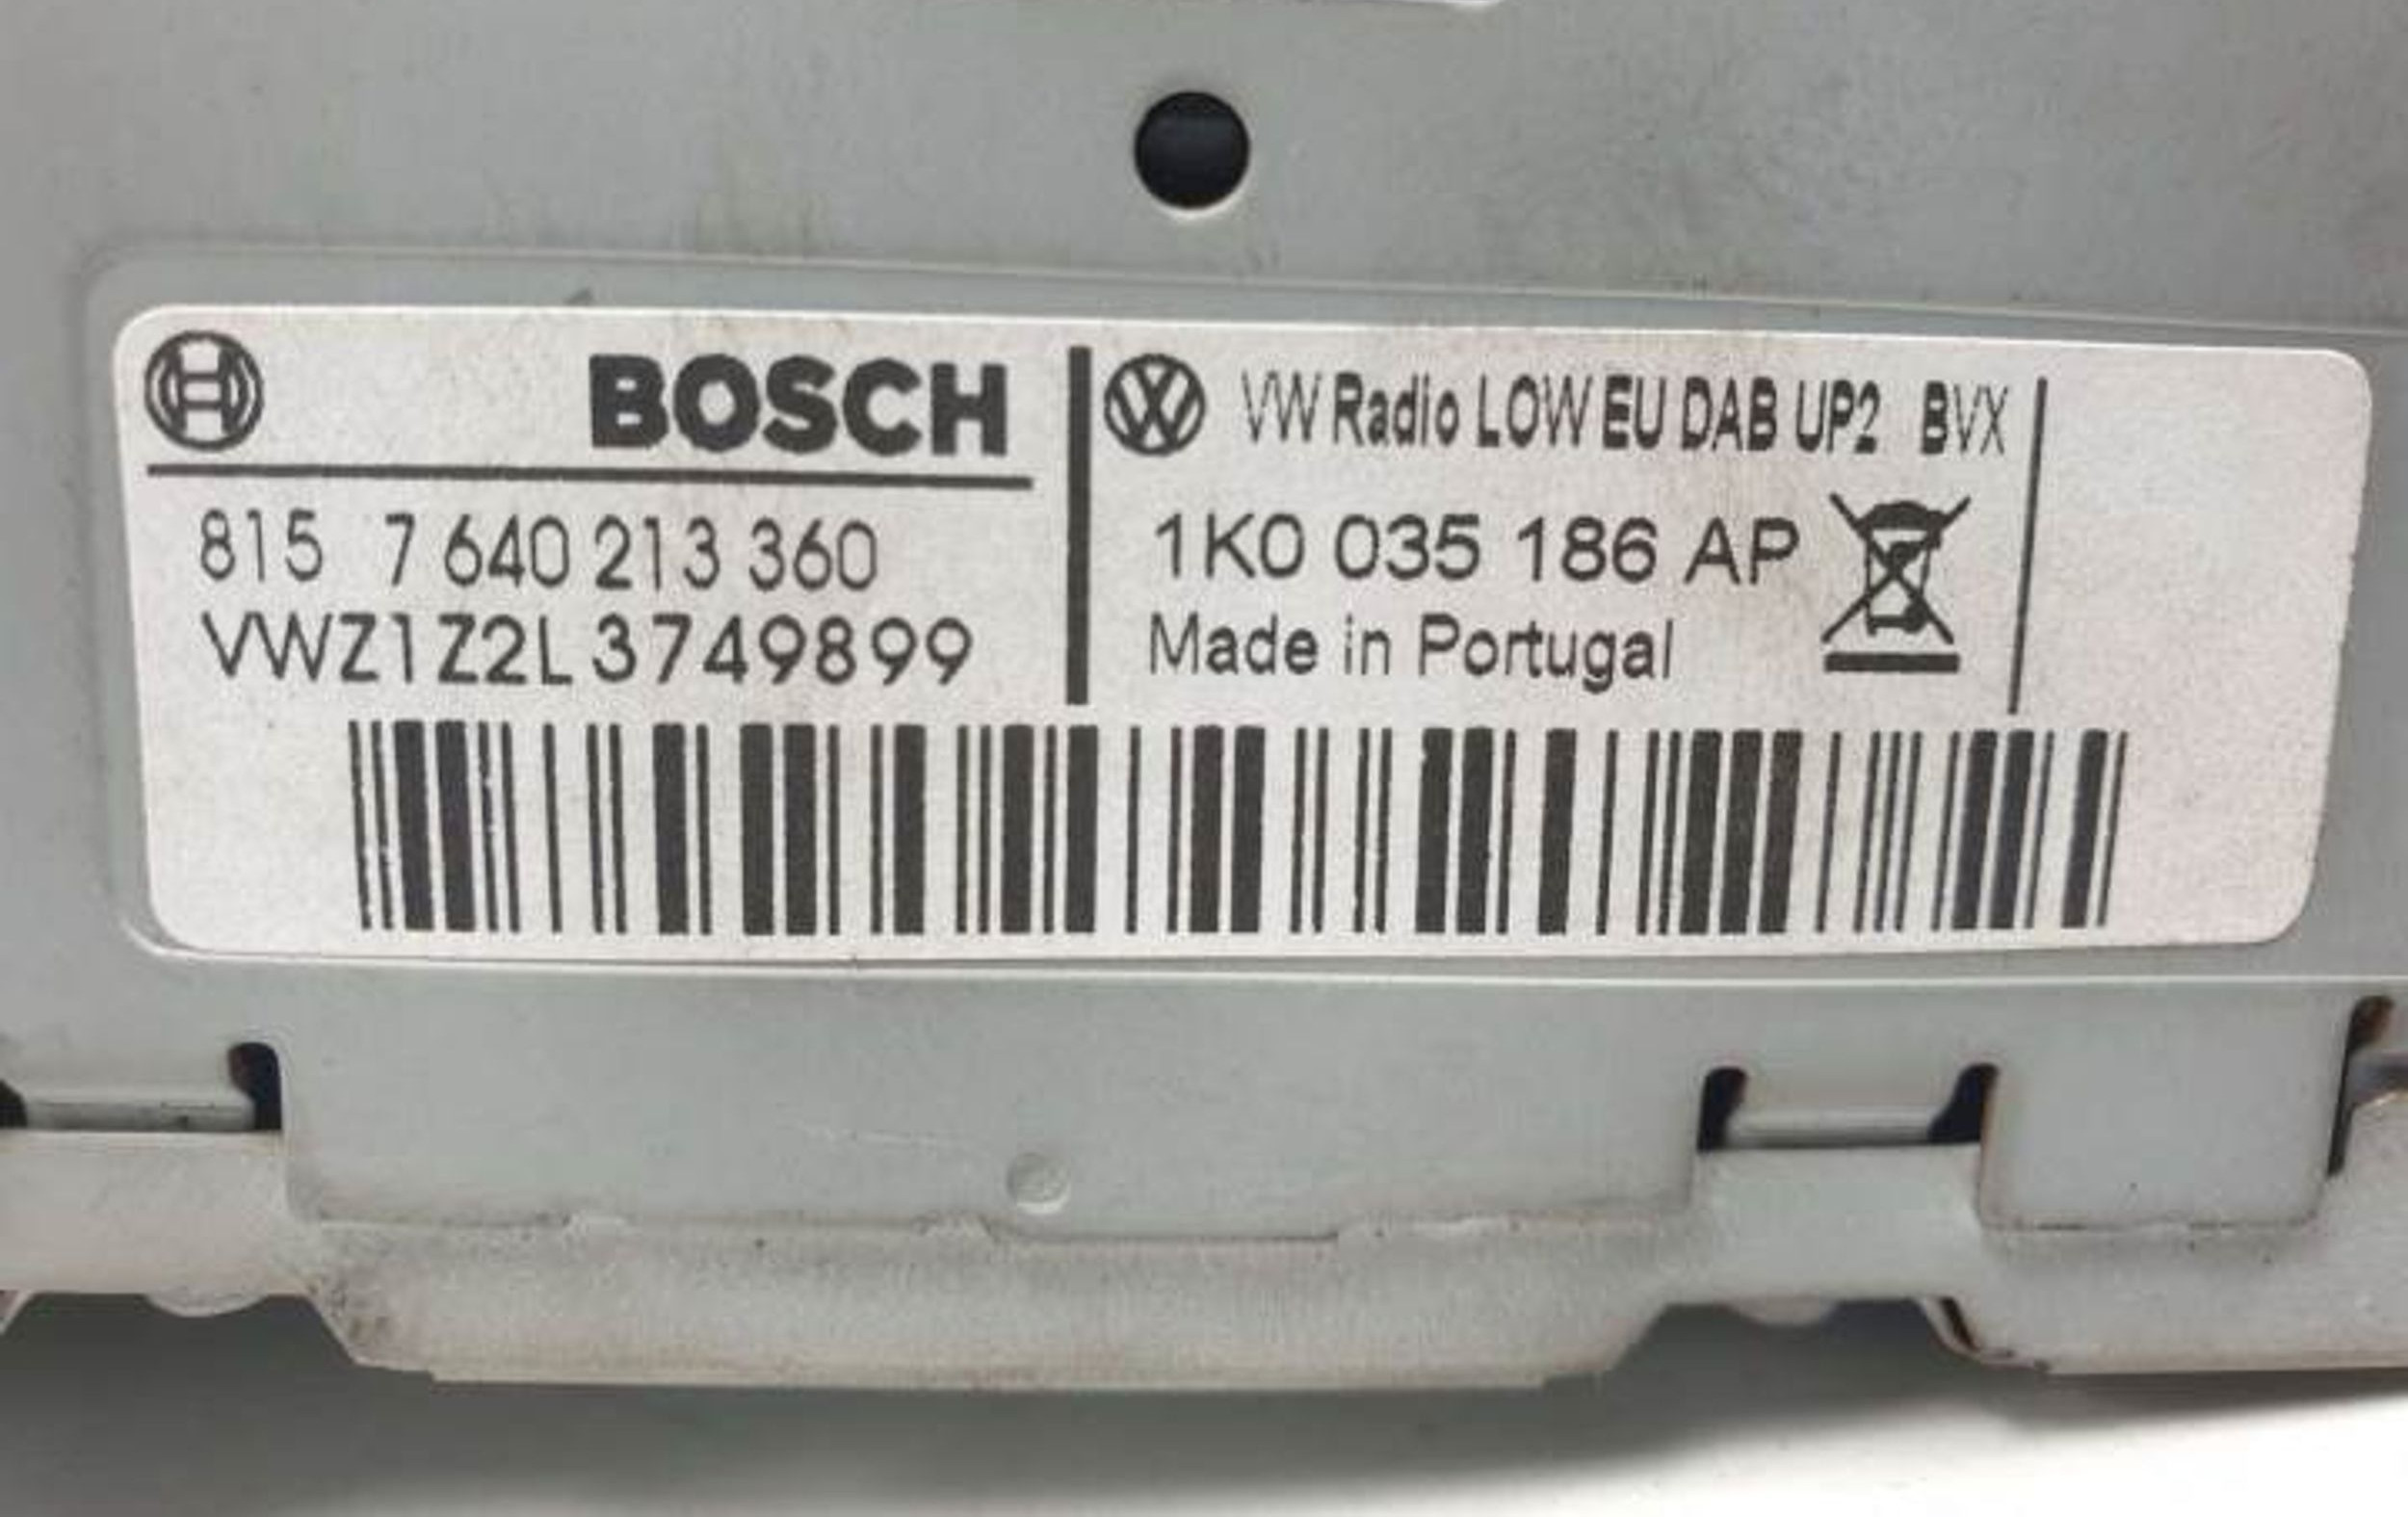 BOSCH
815 7 640 213 360
VWZ1Z2L3749899
VW Radio LOW EU DAB UP2 BVX
1K0 035 186 AP
Made in Portugal